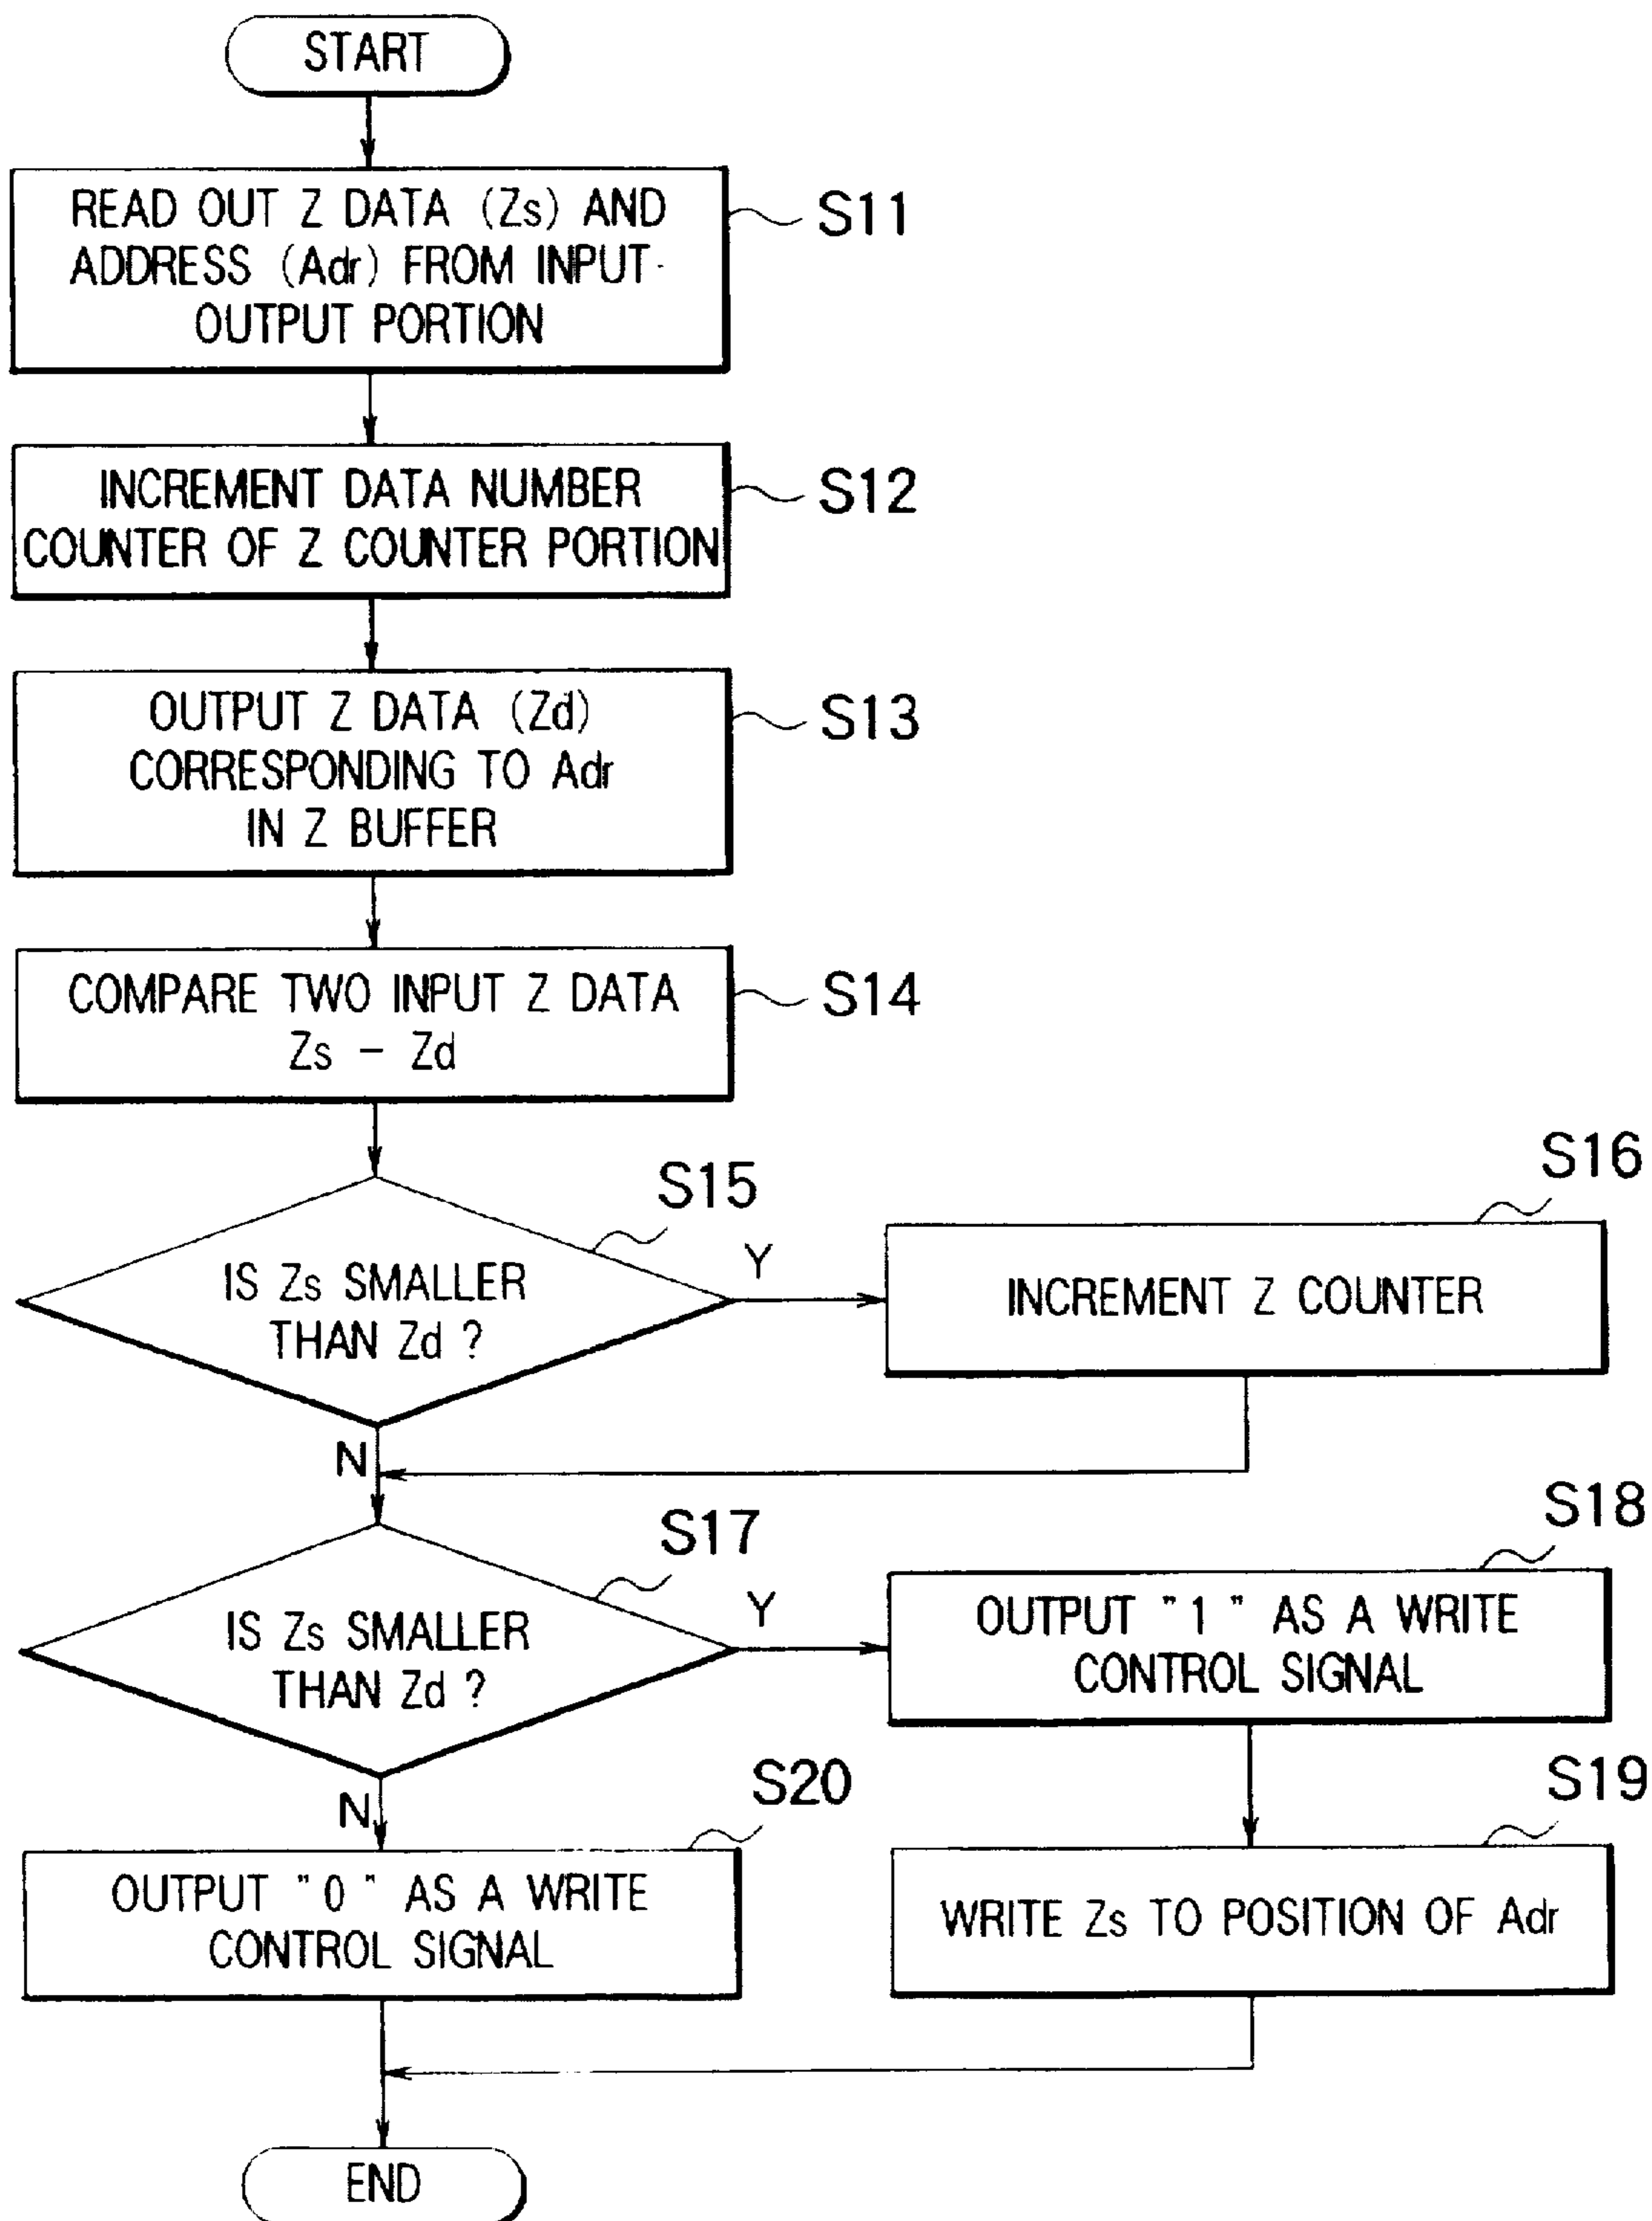 START
READ OUT Z DATA (Zs) AND
ADDRESS (Adr) FROM INPUT-
OUTPUT PORTION
S11
INCREMENT DATA NUMBER
COUNTER OF Z COUNTER PORTION
S12
OUTPUT Z DATA (Zd)
CORRESPONDING TO Adr
IN Z BUFFER
S13
COMPARE TWO INPUT Z DATA
Zs - Zd
S14
S15
IS Zs SMALLER
THAN Zd ?
Y
N
S16
INCREMENT Z COUNTER
S17
IS Zs SMALLER
THAN Zd ?
Y
N
S18
OUTPUT "1" AS A WRITE
CONTROL SIGNAL
S19
WRITE Zs TO POSITION OF Adr
S20
OUTPUT "0" AS A WRITE
CONTROL SIGNAL
END